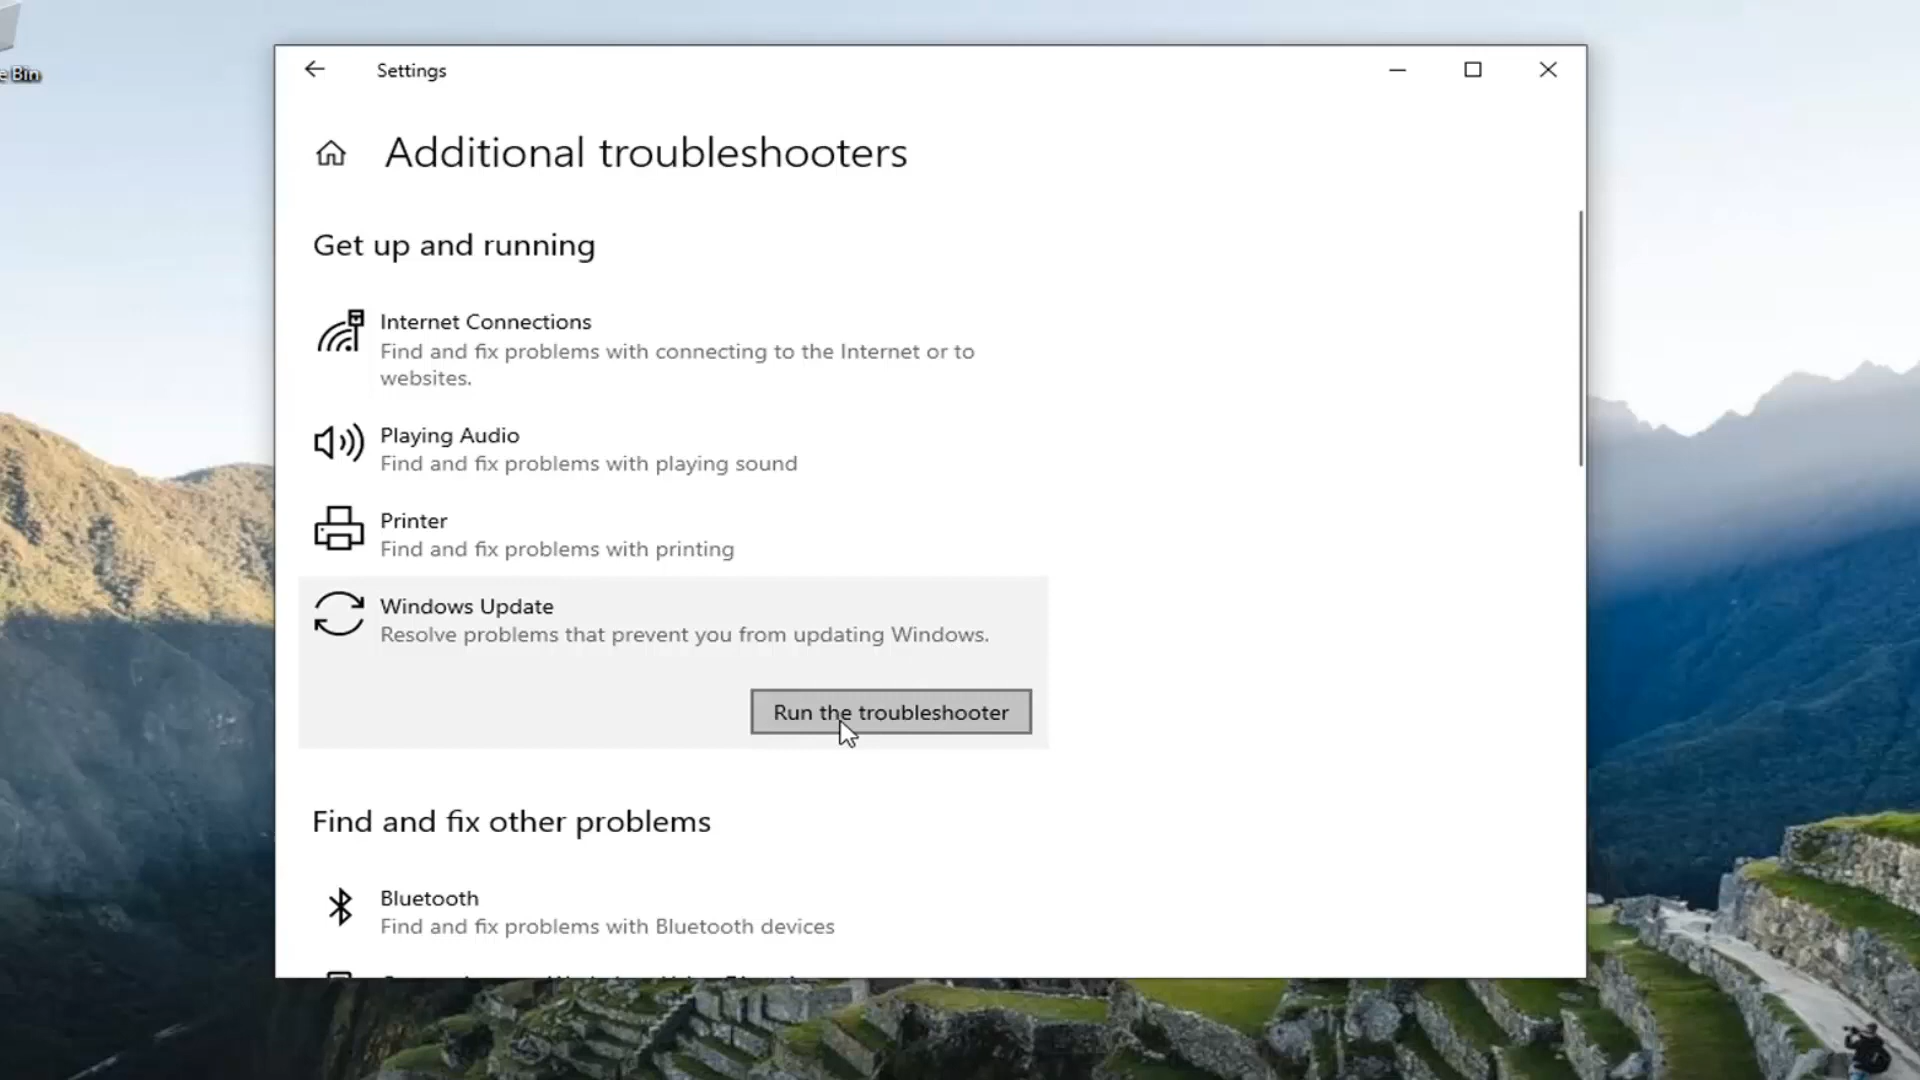 e Bin
Settings
Additional troubleshooters
Get up and running
Internet Connections
Find and fix problems with connecting to the Internet or to
websites.
Playing Audio
Find and fix problems with playing sound
Printer
Find and fix problems with printing
Windows Update
Resolve problems that prevent you from updating Windows.
Run the troubleshooter
Find and fix other problems
Bluetooth
Find and fix problems with Bluetooth devices